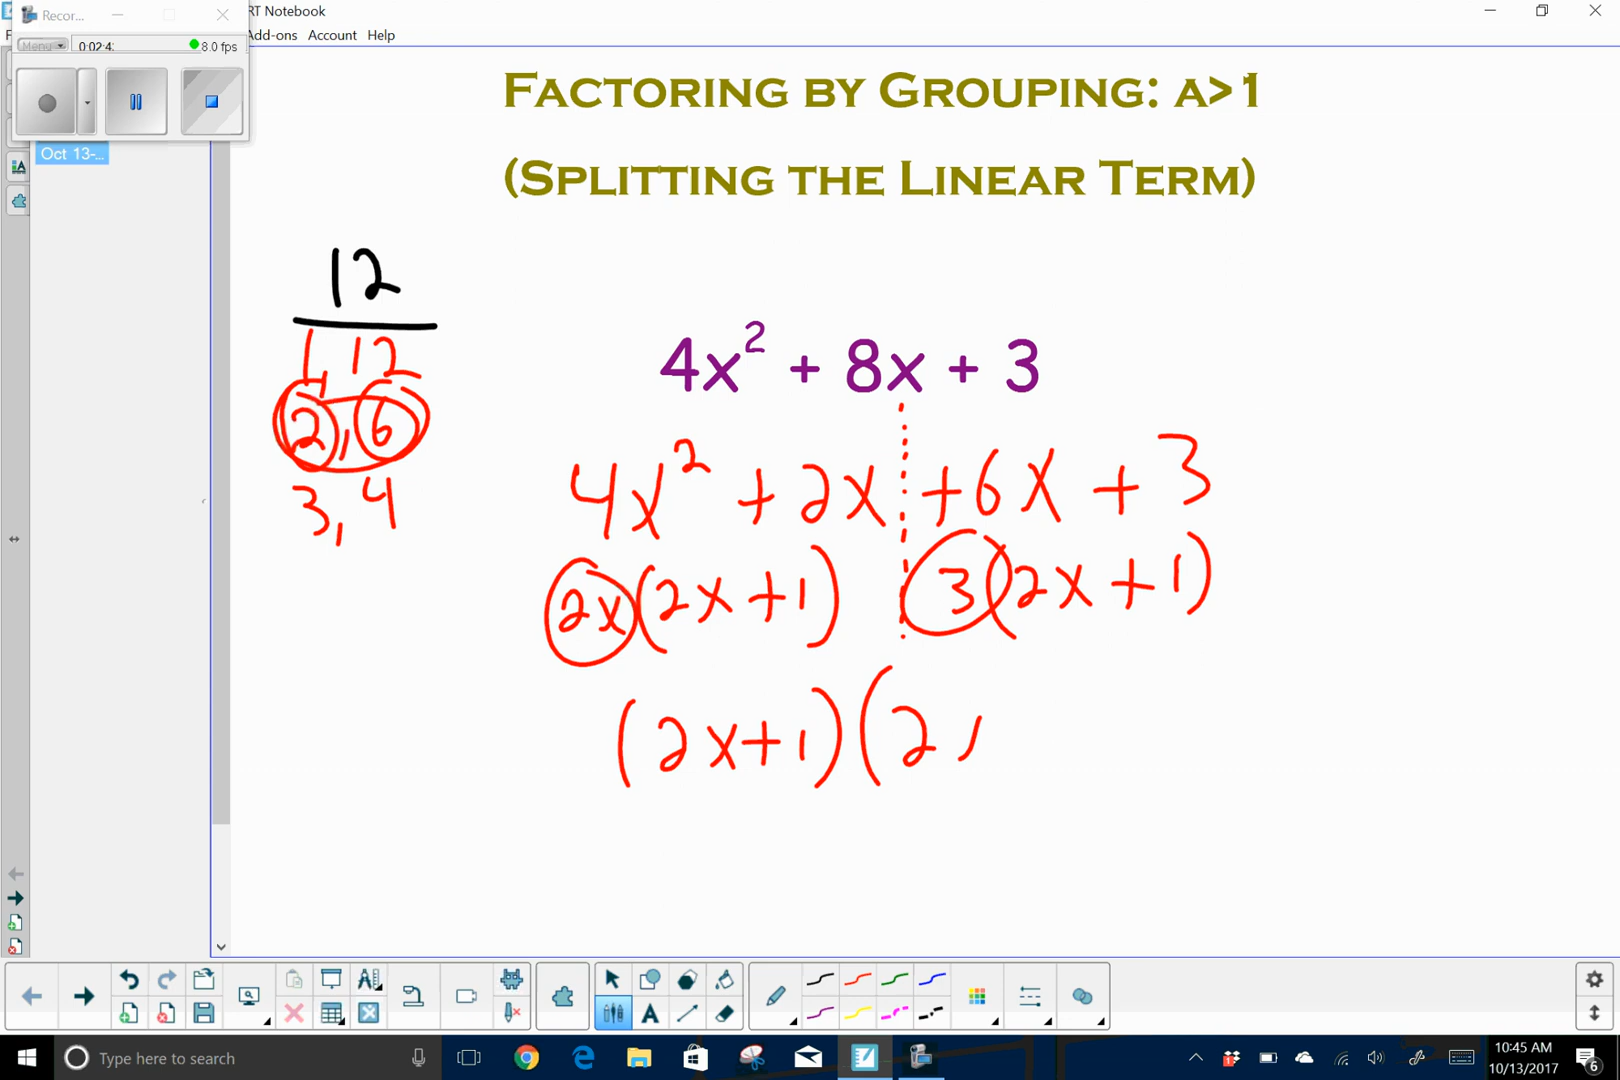 Recor...
RT Notebook
Menu
0:02:4
8.0 fps
Add-ons Account Help
Oct 13-...
FACTORING BY GROUPING: A>1
(SPLITTING THE LINEAR TERM)
12
1, 12
2, 6
3, 4
4x² + 8x + 3
4x² + 2x + 6x + 3
2x(2x+1) 3(2x+1)
(2x+1)(2
Type here to search
10:45 AM
10/13/2017
6